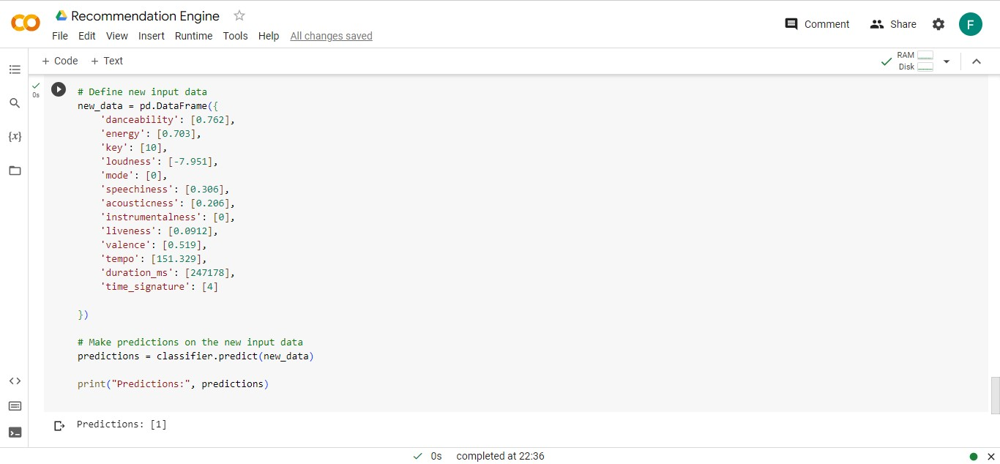 Recommendation Engine
File Edit View Insert Runtime Tools Help All changes saved
Comment Share F
+ Code + Text
RAM
Disk
{x}
0s
# Define new input data
new_data = pd.DataFrame({
    'danceability': [0.762],
    'energy': [0.703],
    'key': [10],
    'loudness': [-7.951],
    'mode': [0],
    'speechiness': [0.306],
    'acousticness': [0.206],
    'instrumentalness': [0],
    'liveness': [0.0912],
    'valence': [0.519],
    'tempo': [151.329],
    'duration_ms': [247178],
    'time_signature': [4]
})
# Make predictions on the new input data
predictions = classifier.predict(new_data)
print("Predictions:", predictions)
Predictions: [1]
0s completed at 22:36